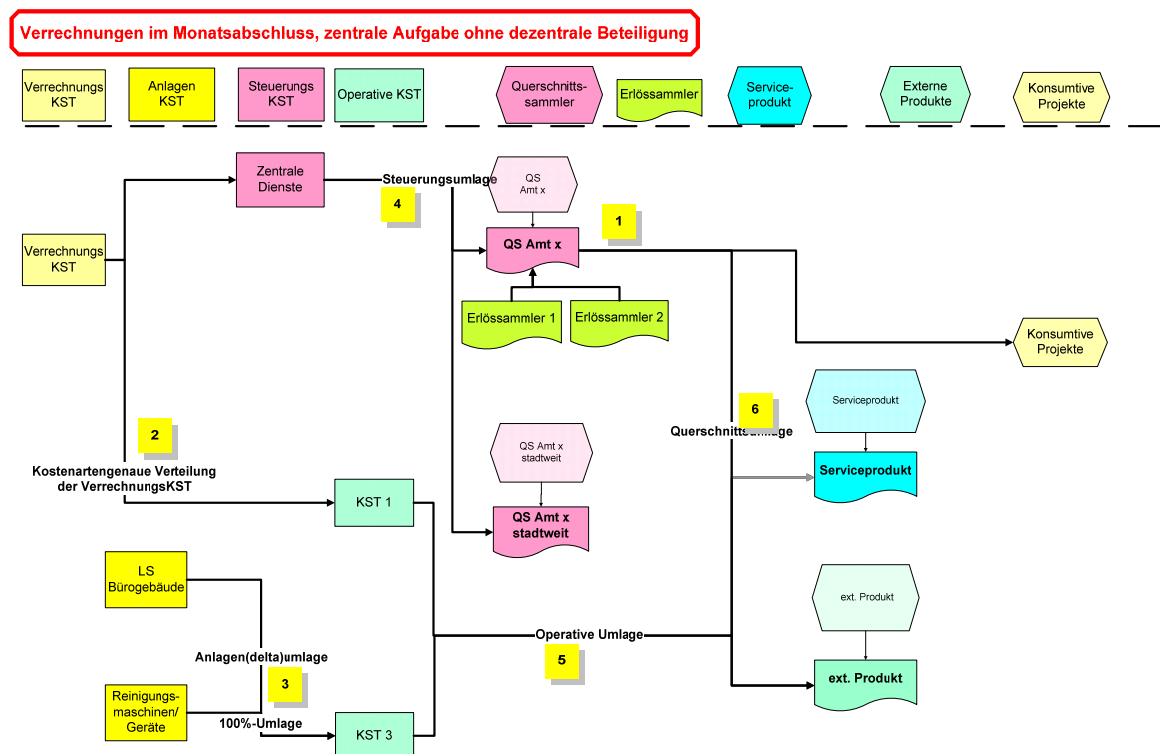 Verrechnungen im Monatsabschluss, zentrale Aufgabe ohne dezentrale Beteiligung
Verrechnungs
KST
Anlagen
KST
Steuerungs
KST
Operative KST
Querschnitts-
sammler
Erlössammler
Service-
produkt
Externe
Produkte
Konsumtive
Projekte
Zentrale
Dienste
Steuerungsumlage
4
QS
Amt x
1
Verrechnungs
KST
QS Amt x
Erlössammler 1
Erlössammler 2
Konsumtive
Projekte
2
Kostenartengenaue Verteilung
der VerrechnungsKST
6
Querschnittsumlage
Serviceprodukt
Serviceprodukt
QS Amt x
stadtweit
QS Amt x
stadtweit
KST 1
LS
Bürogebäude
Anlagen(delta)umlage
3
100%-Umlage
Reinigungs-
maschinen/
Geräte
KST 3
Operative Umlage
5
ext. Produkt
ext. Produkt